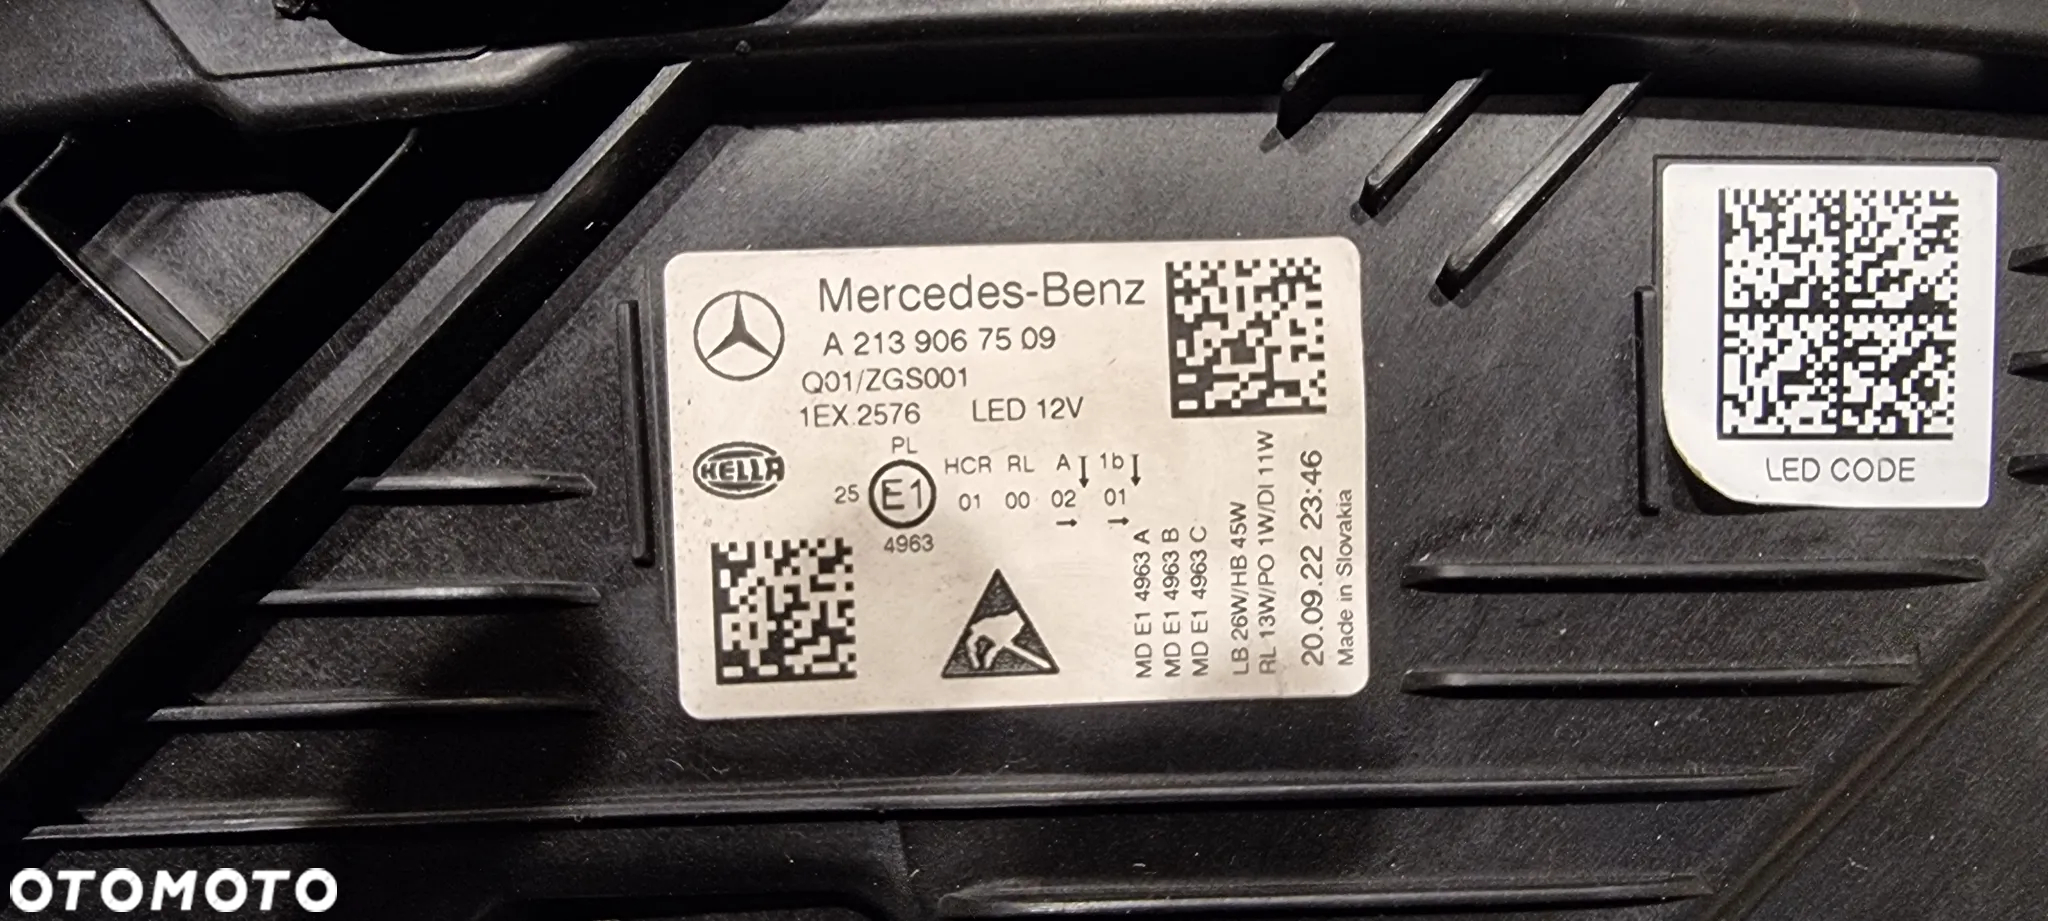 Mercedes-Benz
A 213 906 75 09
Q01/ZGS001
1EX.2576 LED 12V
HELLA
PL
25 E1 HCR RL A 1b
01 00 02 01
4963
MD E1 4963 A
MD E1 4963 B
MD E1 4963 C
LB 26W/HB 45W
RL 13W/PO 1W/DI 11W
20.09.22 23:46
Made in Slovakia
LED CODE
OTOMOTO